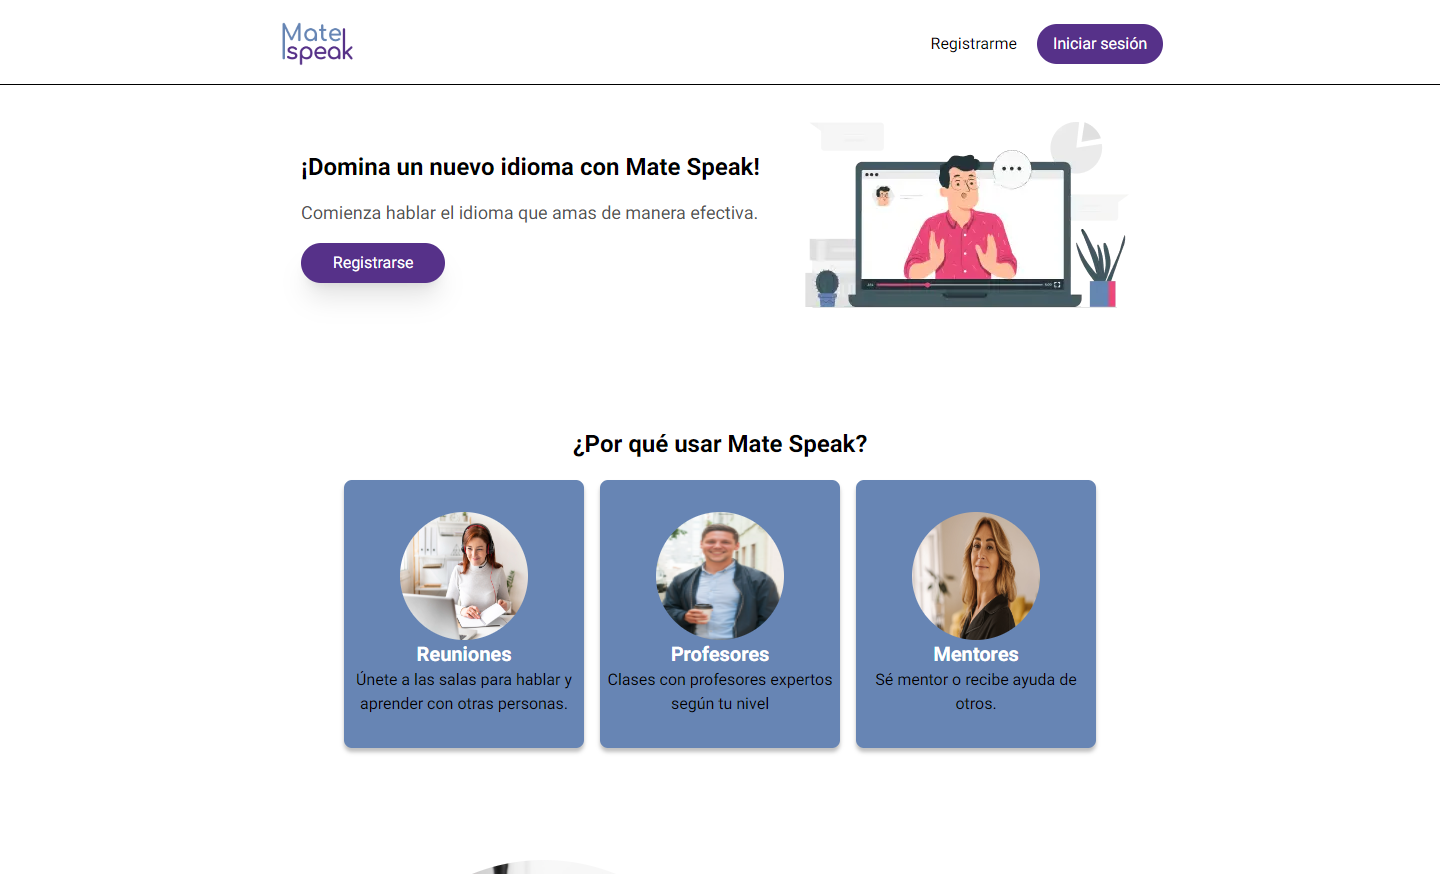 Mate
speak
Registrarme
Iniciar sesión
¡Domina un nuevo idioma con Mate Speak!
Comienza hablar el idioma que amas de manera efectiva.
Registrarse
¿Por qué usar Mate Speak?
Reuniones
Únete a las salas para hablar y
aprender con otras personas.
Profesores
Clases con profesores expertos
según tu nivel
Mentores
Sé mentor o recibe ayuda de
otros.